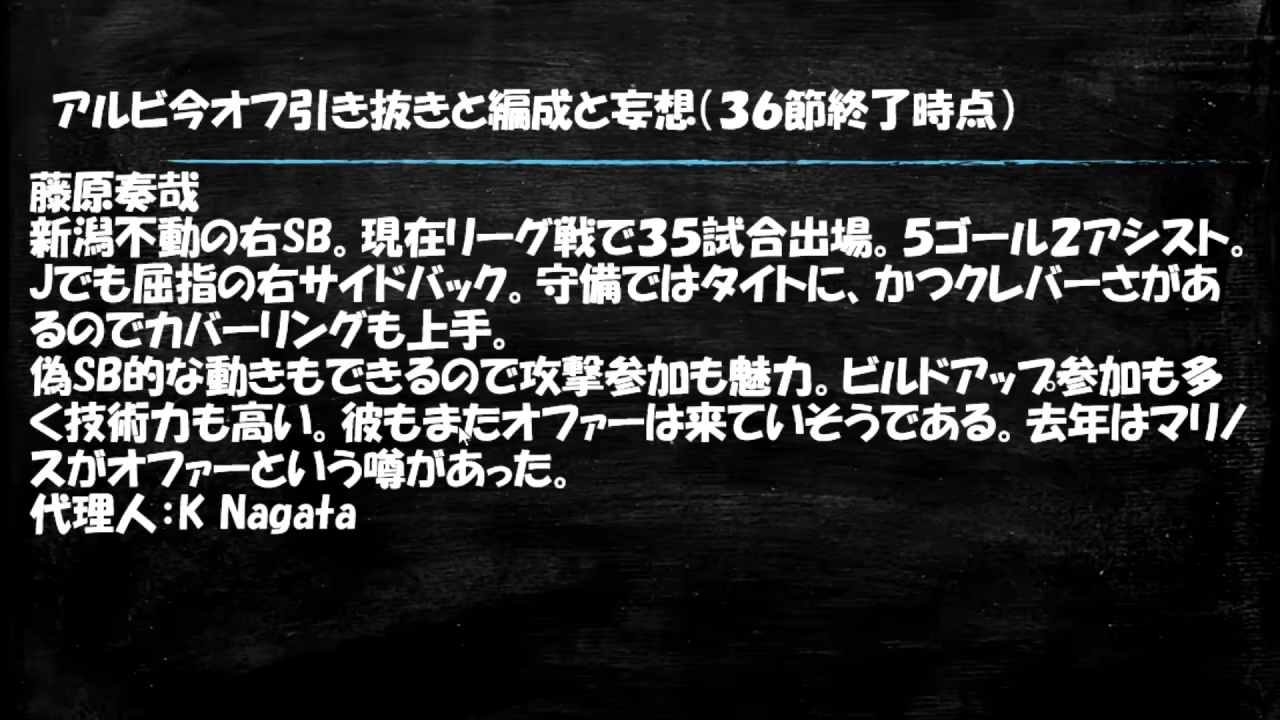 アルビ今オフ引き抜きと編成と妄想(36節終了時点)
藤原奏哉
新潟不動の右SB。現在リーグ戦で35試合出場。5ゴール2アシスト。
Jでも屈指の右サイドバック。守備ではタイトに、かつクレバーさがあ
るのでカバーリングも上手。
偽SB的な動きもできるので攻撃参加も魅力。ビルドアップ参加も多
く技術力も高い。彼もまたオファーは来ていそうである。去年はマリノ
スがオファーという噂があった。
代理人:K Nagata